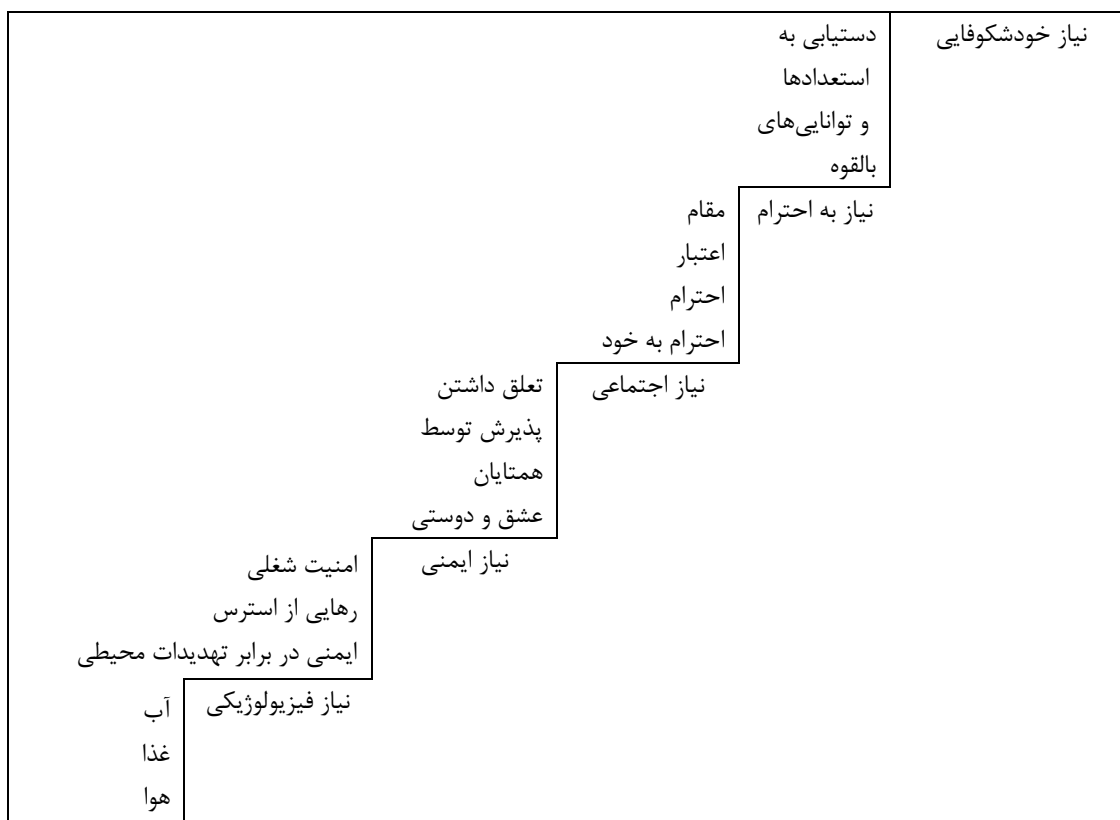 نیاز خودشکوفایی
دستیابی به
استعدادها
و توانایی‌های
بالقوه
نیاز به احترام
مقام
اعتبار
احترام
احترام به خود
نیاز اجتماعی
تعلق داشتن
پذیرش توسط
همتایان
عشق و دوستی
نیاز ایمنی
امنیت شغلی
رهایی از استرس
ایمنی در برابر تهدیدات محیطی
نیاز فیزیولوژیکی
آب
غذا
هوا